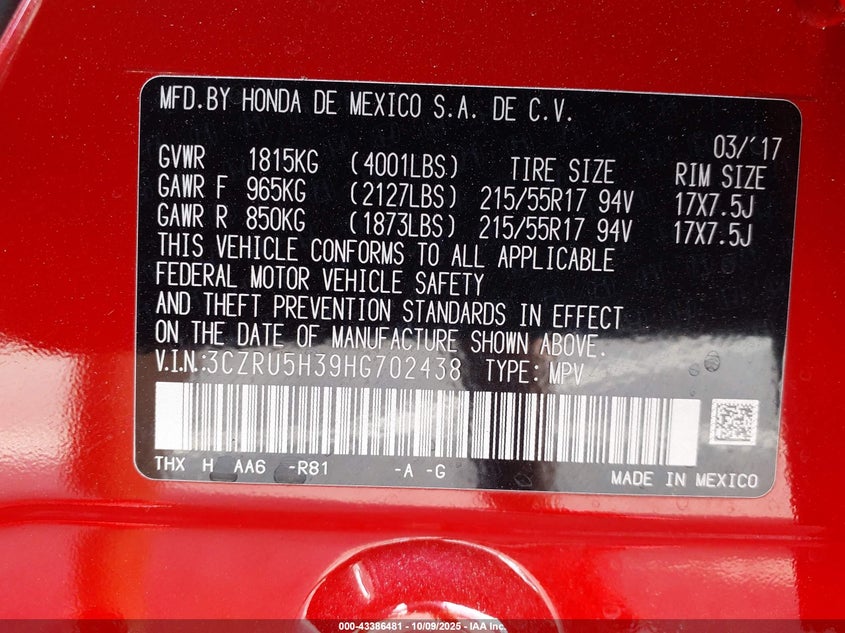 MFD.BY HONDA DE MEXICO S.A. DE C.V.
03/'17
GVWR 1815KG (4001LBS) TIRE SIZE RIM SIZE
GAWR F 965KG (2127LBS) 215/55R17 94V 17X7.5J
GAWR R 850KG (1873LBS) 215/55R17 94V 17X7.5J
THIS VEHICLE CONFORMS TO ALL APPLICABLE
FEDERAL MOTOR VEHICLE SAFETY
AND THEFT PREVENTION STANDARDS IN EFFECT
ON THE DATE OF MANUFACTURE SHOWN ABOVE.
V.I.N.:3CZRU5H39HG702438 TYPE: MPV
THX H AA6 -R81 -A -G
MADE IN MEXICO
000-43386481 - 10/09/2025 - IAA Inc.